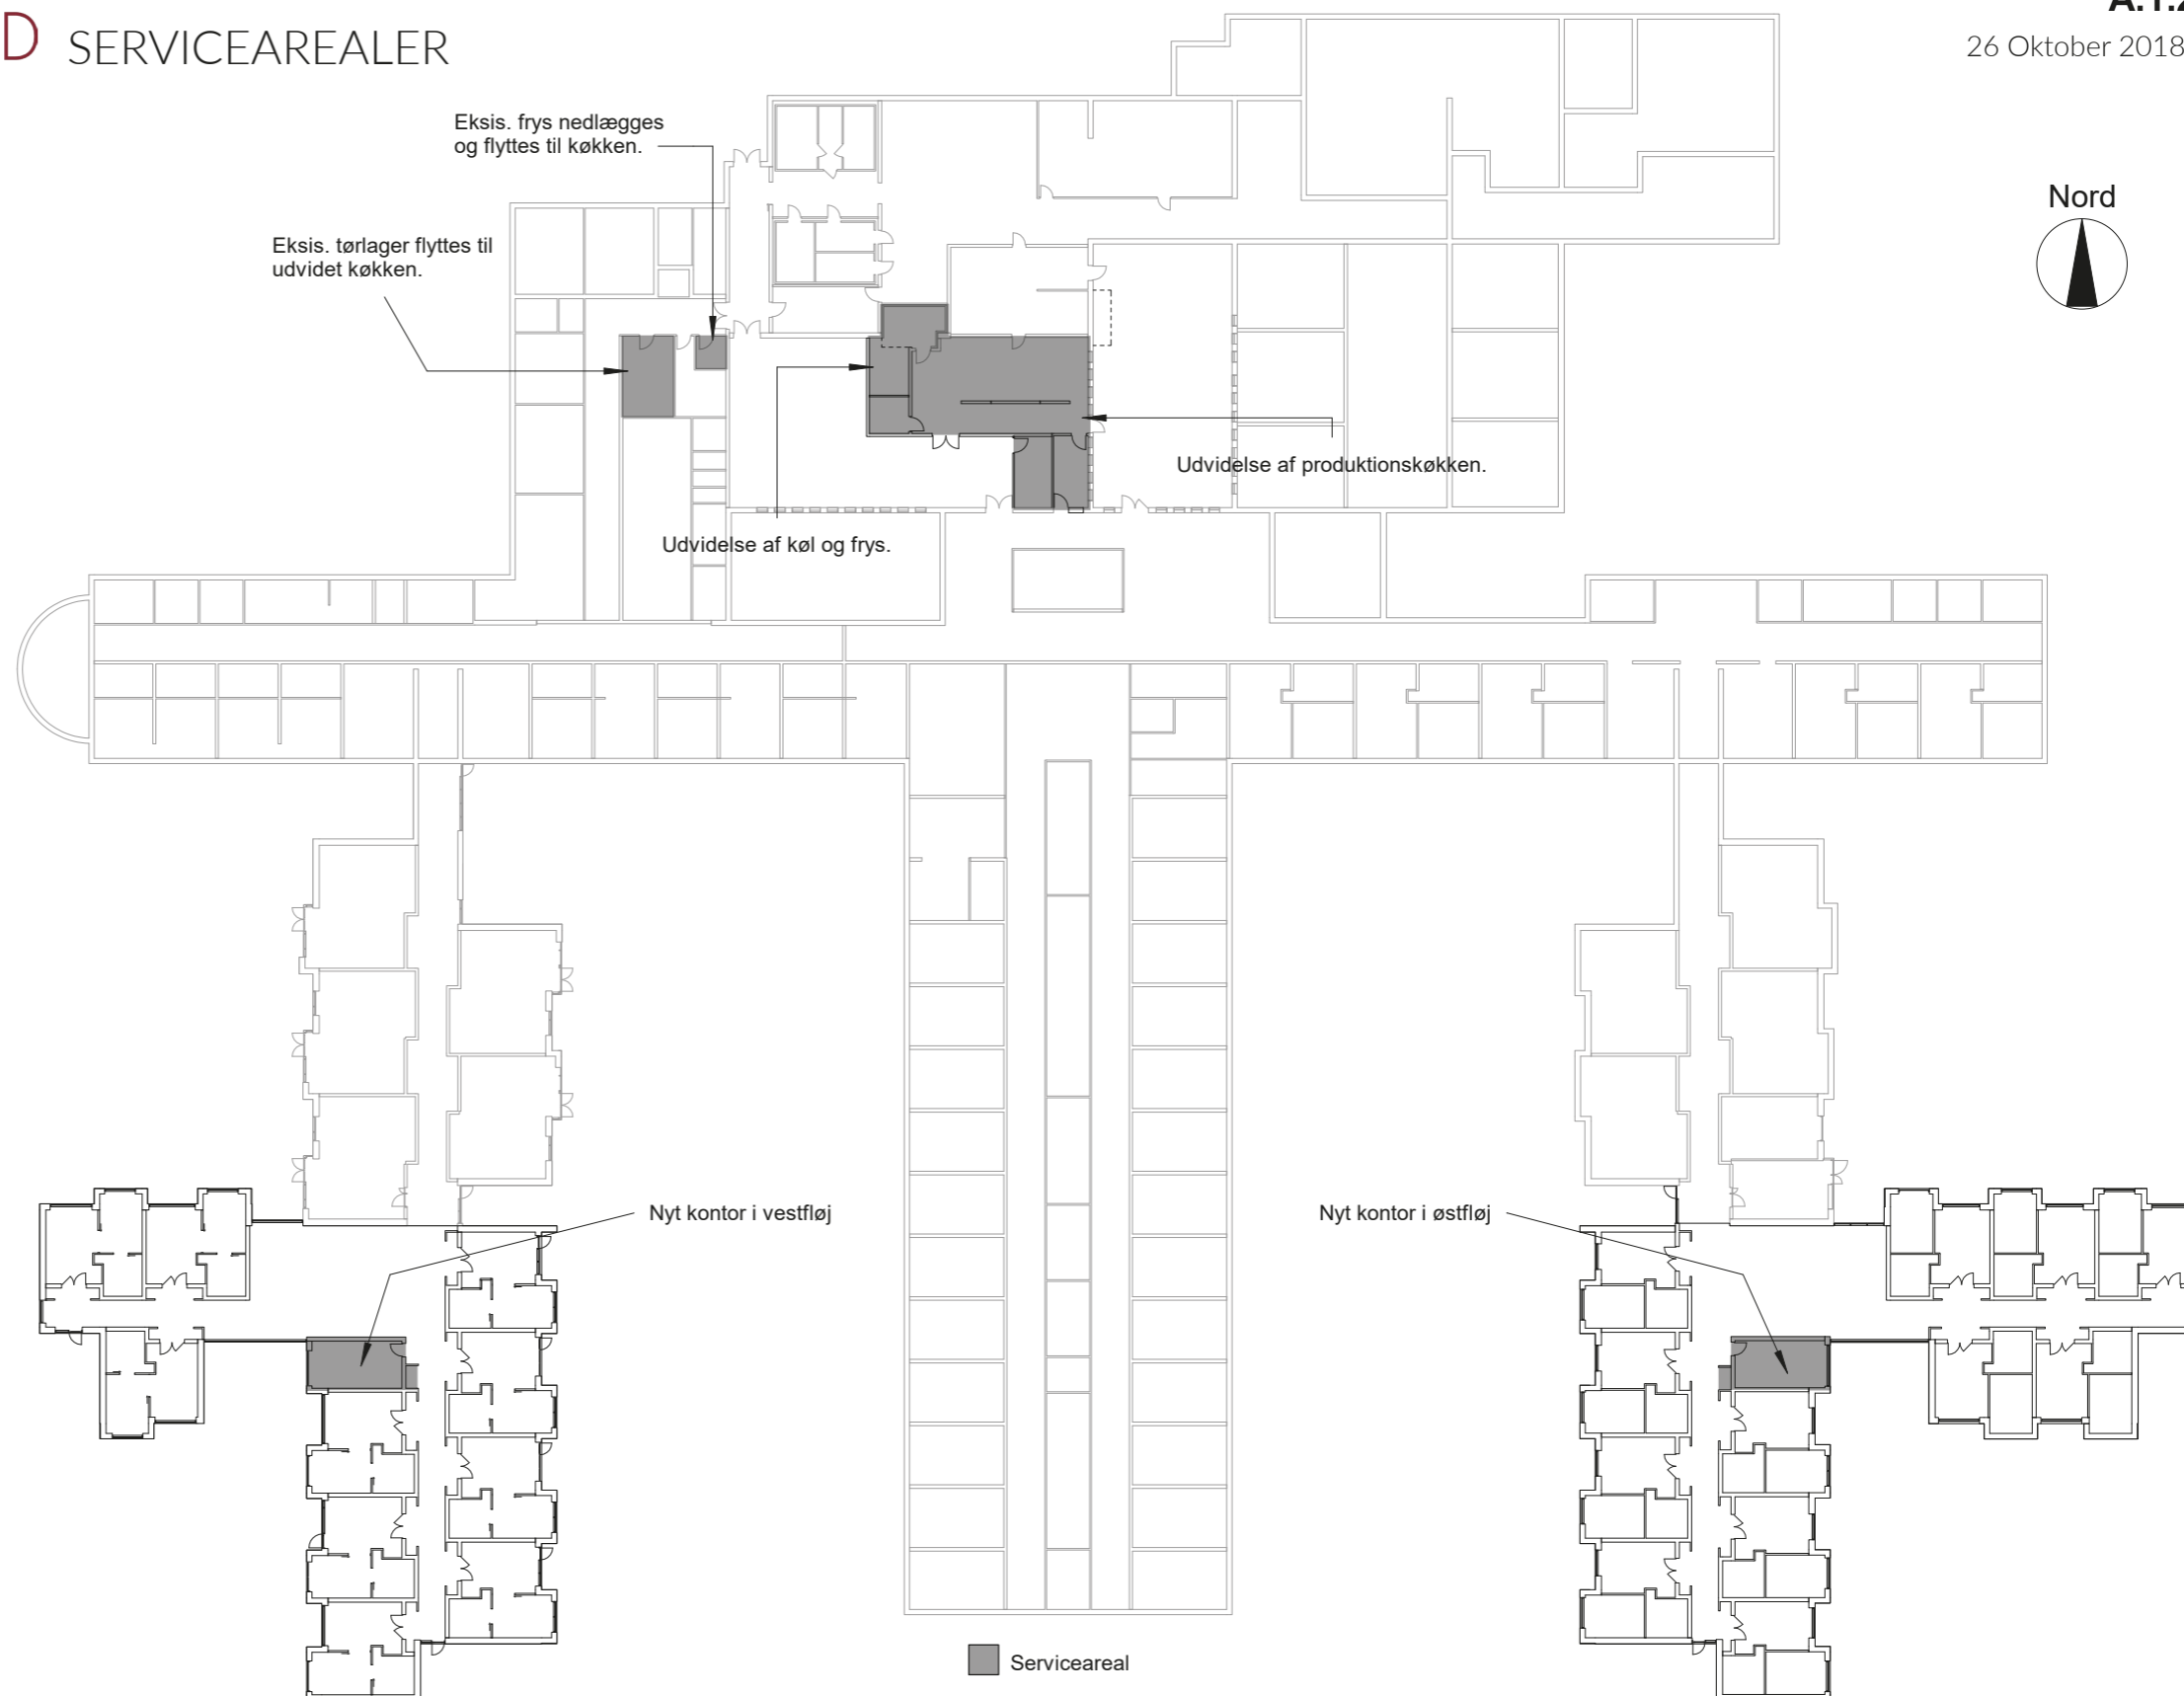 D SERVICEAREALER
26 Oktober 2018
Eksis. frys nedlægges
og flyttes til køkken.
Nord
Eksis. tørlager flyttes til
udvidet køkken.
Udvidelse af produktionskøkken.
Udvidelse af køl og frys.
Nyt kontor i vestfløj
Nyt kontor i østfløj
Serviceareal